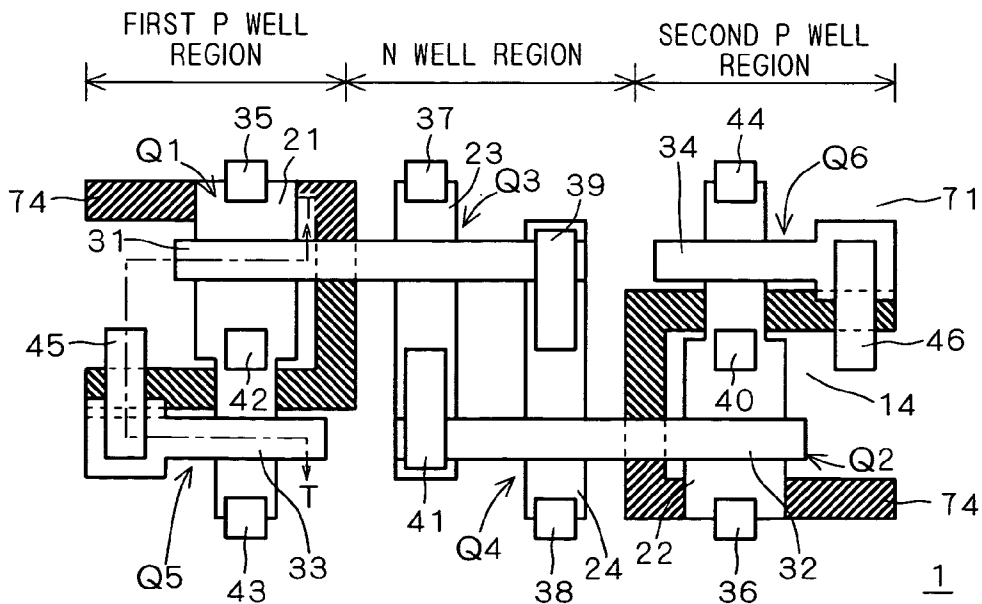 FIRST P WELL REGION
N WELL REGION
SECOND P WELL REGION
35
37
44
Q1
21
23
Q3
39
34
Q6
74
T
71
31
45
46
42
40
14
41
Q2
T
Q4
22
74
Q5
43
33
38
24
36
32
1